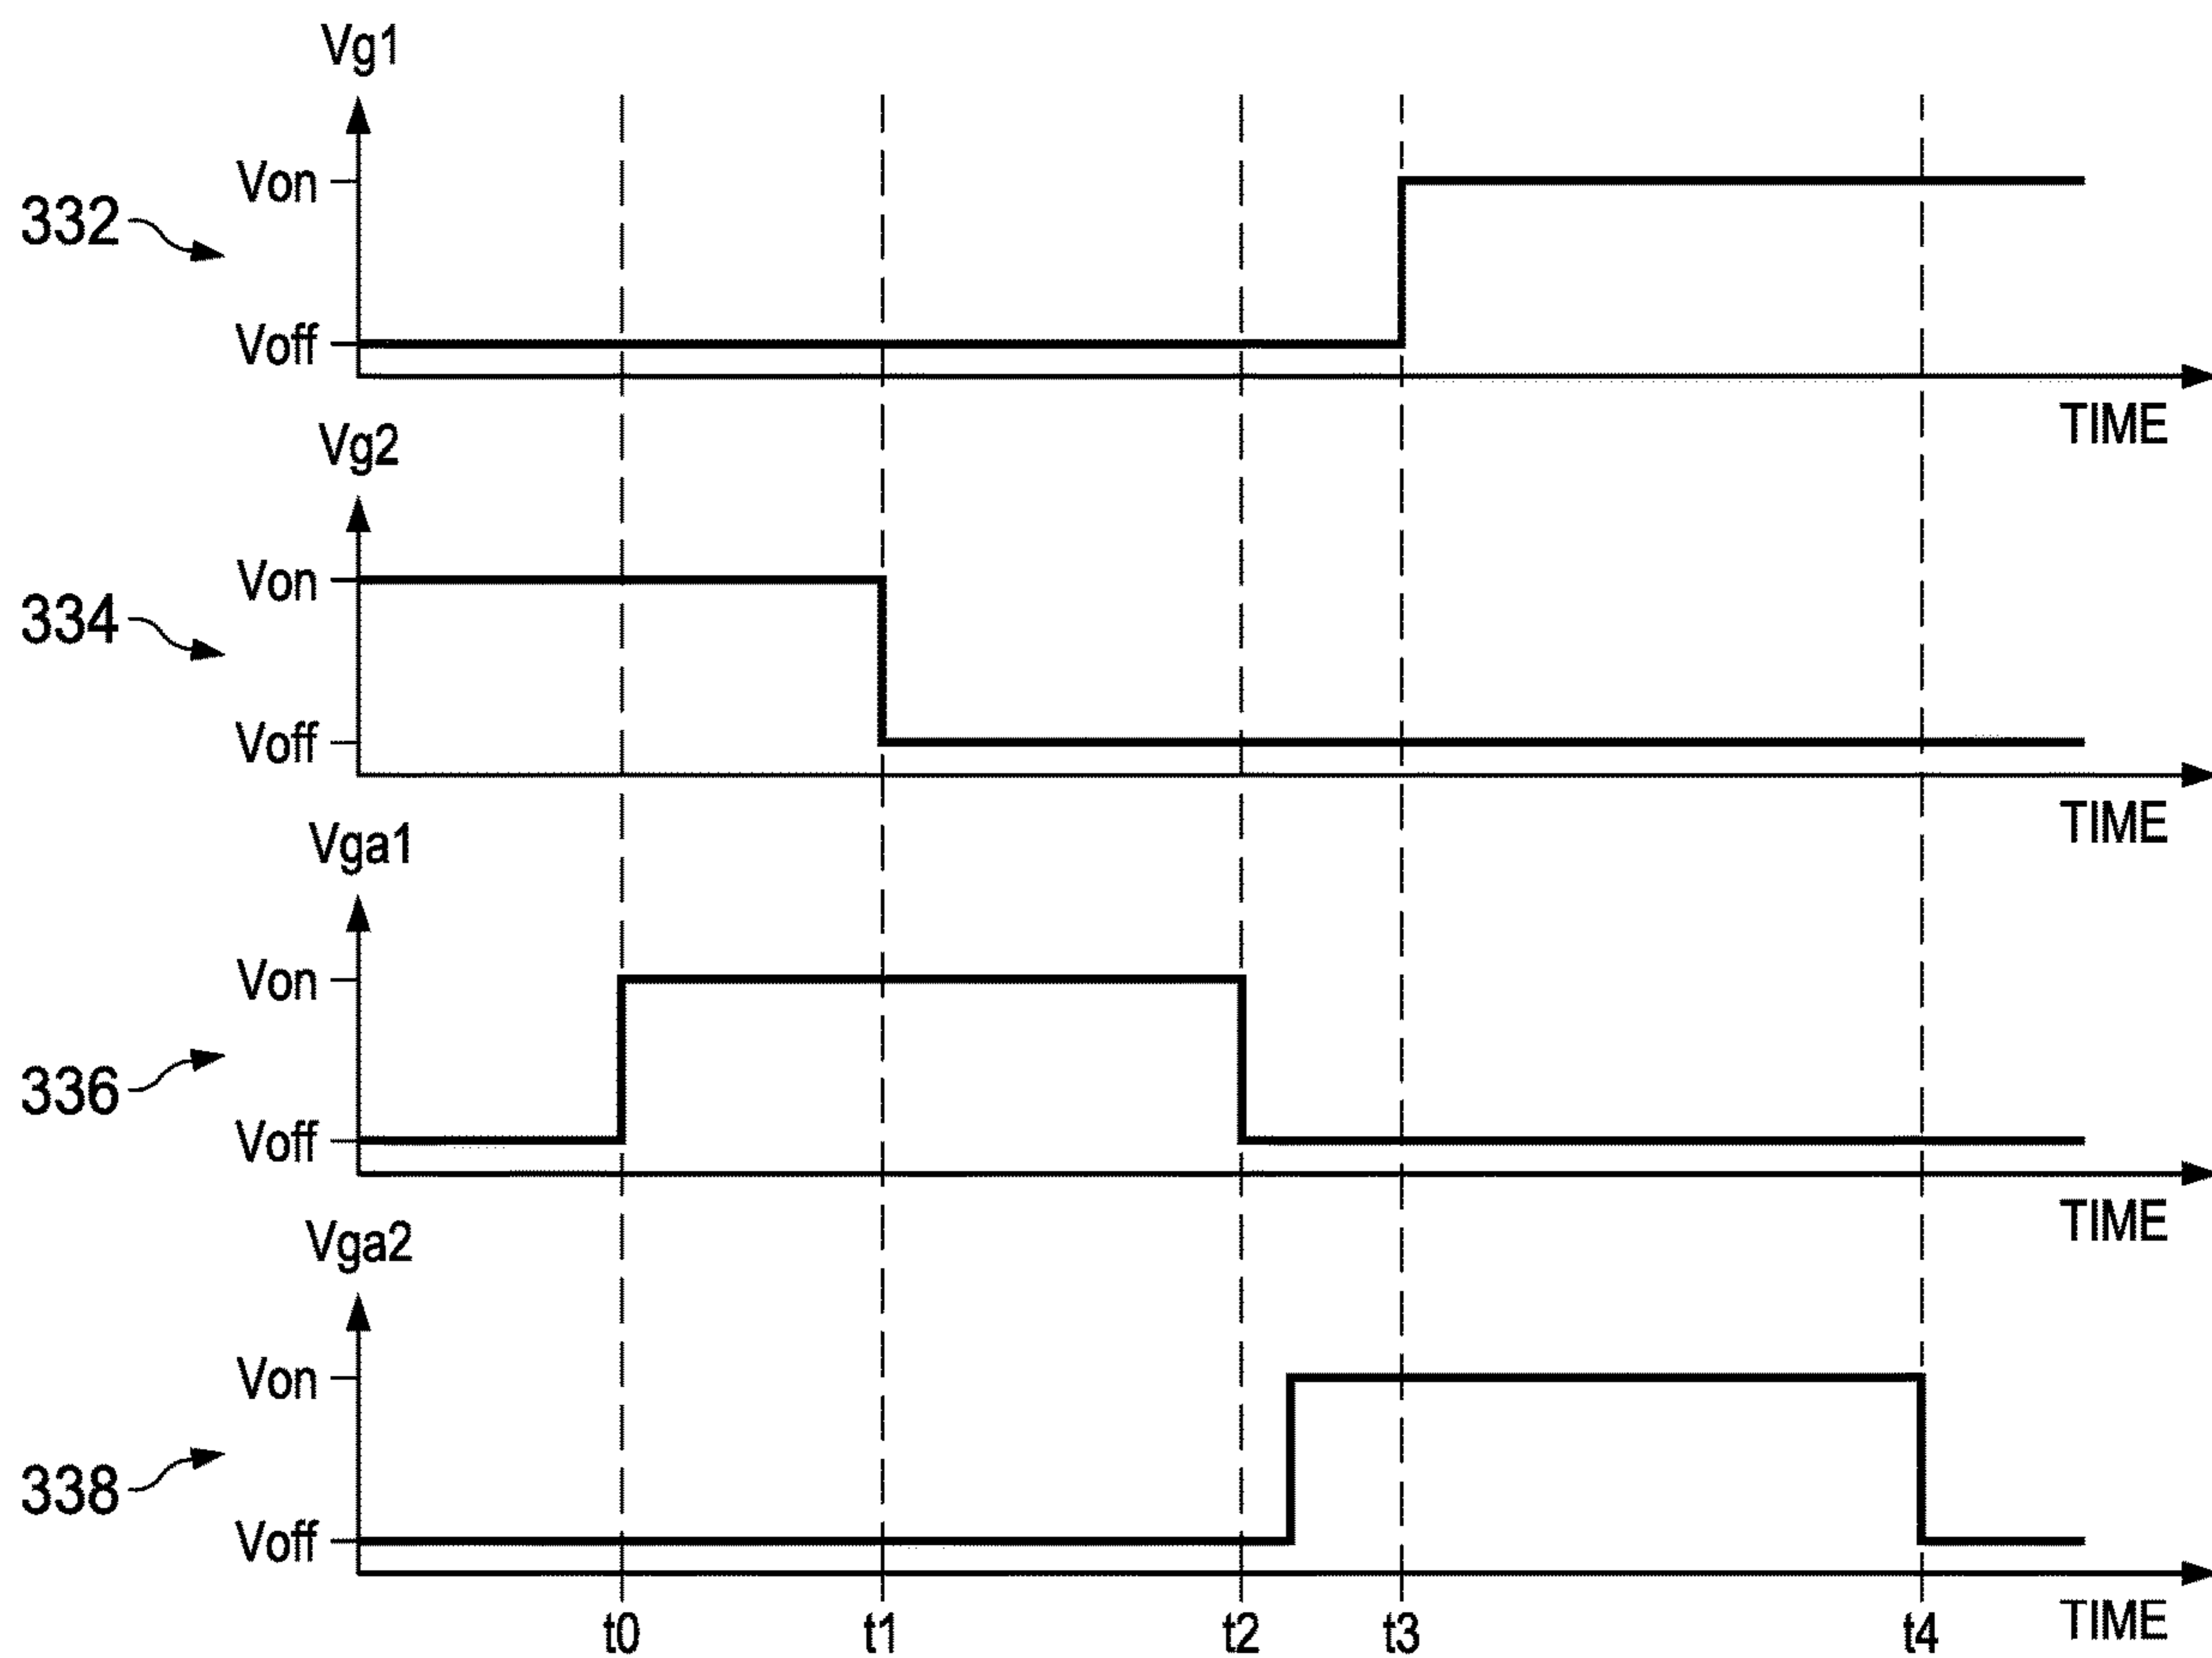 Vg1
Von
332
Voff
TIME
Vg2
Von
334
Voff
TIME
Vga1
Von
336
Voff
TIME
Vga2
Von
338
Voff
t0 t1 t2 t3 t4 TIME